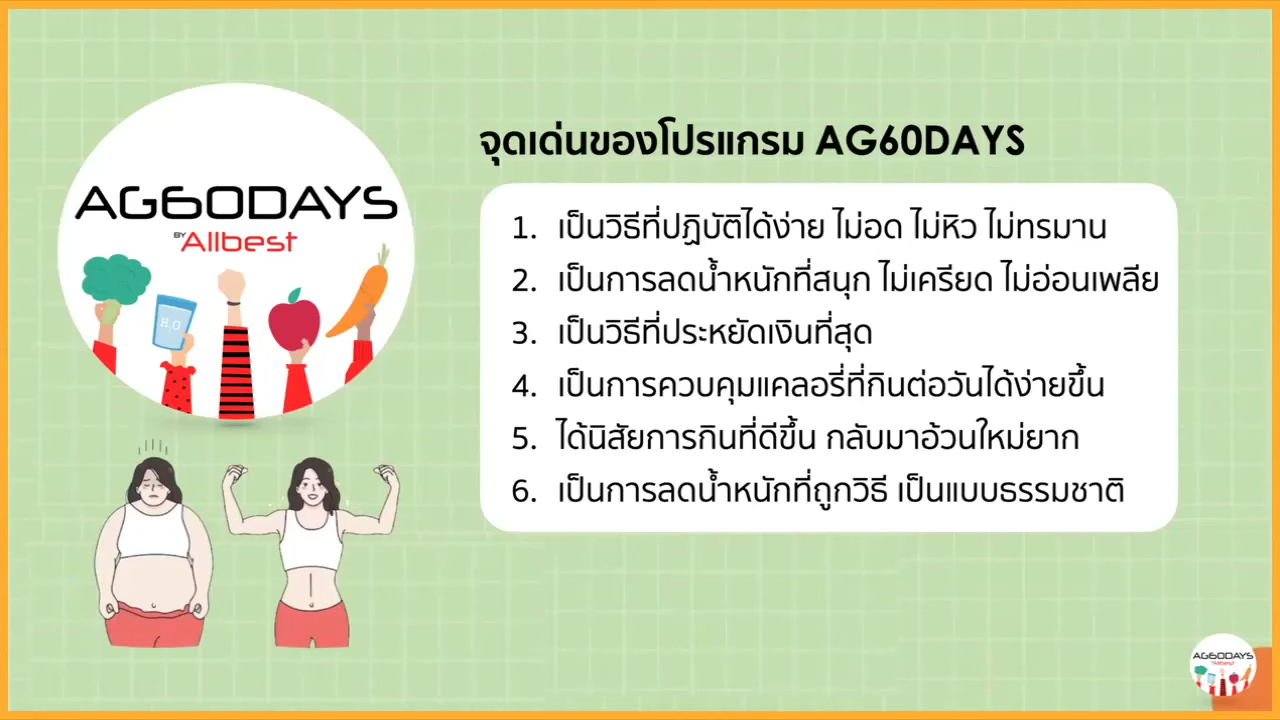 AG60DAYS
BY Allbest
H2O
จุดเด่นของโปรแกรม AG60DAYS
1. เป็นวิธีที่ปฏิบัติได้ง่าย ไม่อด ไม่หิว ไม่ทรมาน
2. เป็นการลดน้ำหนักที่สนุก ไม่เครียด ไม่อ่อนเพลีย
3. เป็นวิธีที่ประหยัดเงินที่สุด
4. เป็นการควบคุมแคลอรี่ที่กินต่อวันได้ง่ายขึ้น
5. ได้นิสัยการกินที่ดีขึ้น กลับมาอ้วนใหม่ยาก
6. เป็นการลดน้ำหนักที่ถูกวิธี เป็นแบบธรรมชาติ
AG60DAYS
BY Allbest